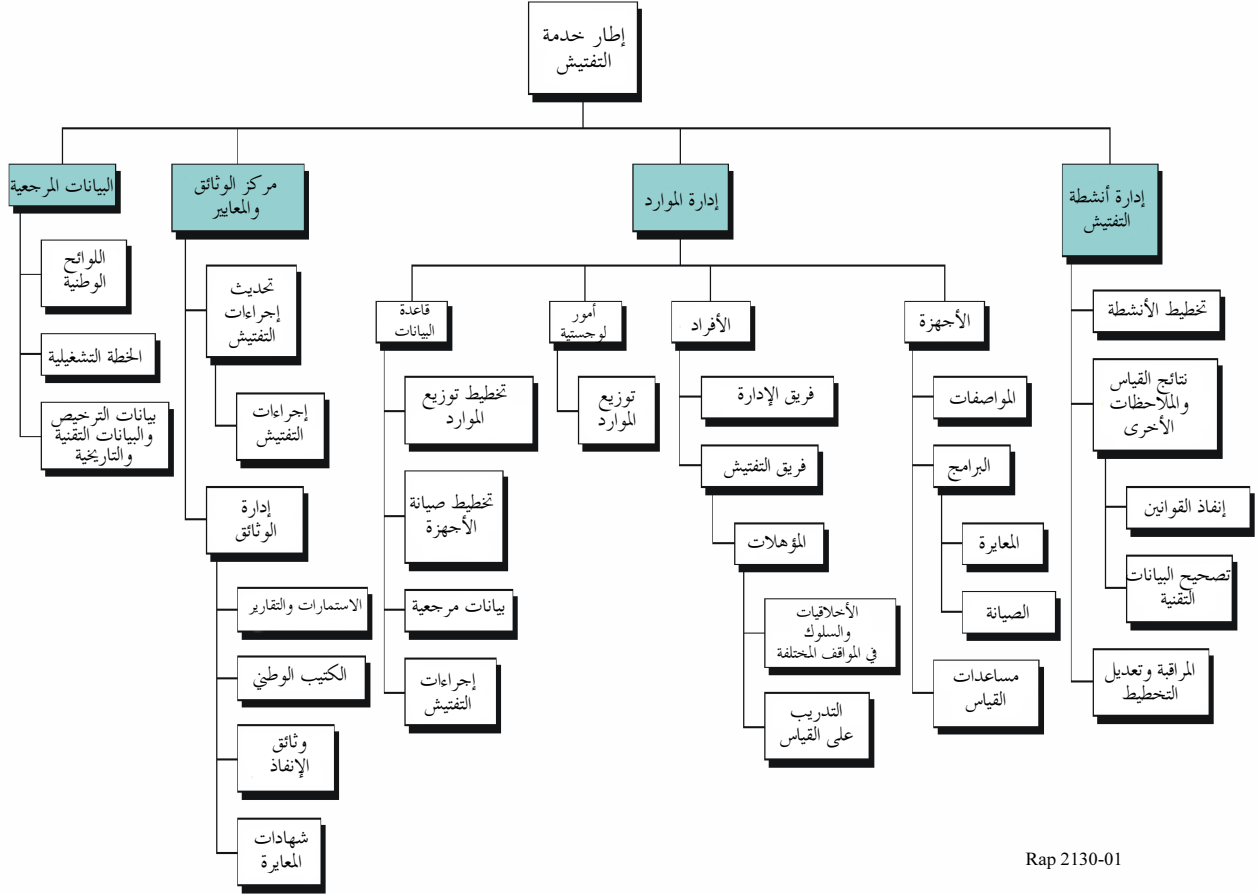 إطار خدمة
التفتيش
إدارة أنشطة
التفتيش
تخطيط الأنشطة
نتائج القياس
والملاحظات
الأخرى
إنفاذ القوانين
تصحيح البيانات
التقنية
المراقبة وتعديل
التخطيط
إدارة الموارد
الأجهزة
المواصفات
البرامج
المعايرة
الصيانة
مساعدات
القياس
الأفراد
فريق الإدارة
فريق التفتيش
المؤهلات
الأخلاقيات
والسلوك
في المواقف المختلفة
التدريب
على القياس
أمور
لوجستية
توزيع
الموارد
قاعدة
البيانات
تخطيط توزيع
الموارد
تخطيط صيانة
الأجهزة
بيانات مرجعية
إجراءات
التفتيش
مركز الوثائق
والمعايير
تحديث
إجراءات
التفتيش
إجراءات
التفتيش
إدارة
الوثائق
الاستمارات والتقارير
الكتيب الوطني
وثائق
الإنفاذ
شهادات
المعايرة
البيانات المرجعية
اللوائح
الوطنية
الخطة التشغيلية
بيانات الترخيص
والبيانات التقنية
والتاريخية
Rap 2130-01